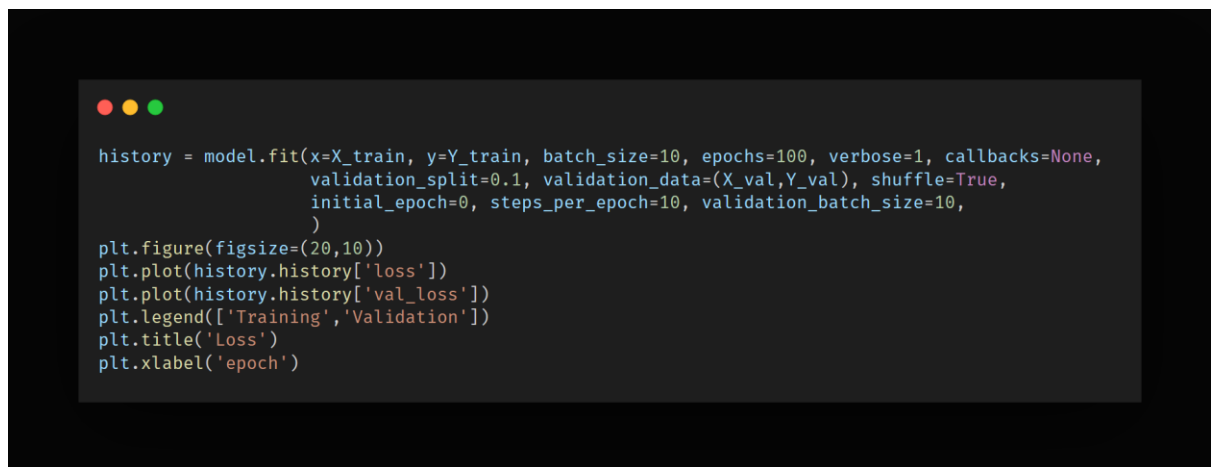 history = model.fit(x=X_train, y=Y_train, batch_size=10, epochs=100, verbose=1, callbacks=None,
                    validation_split=0.1, validation_data=(X_val,Y_val), shuffle=True,
                    initial_epoch=0, steps_per_epoch=10, validation_batch_size=10,
                    )
plt.figure(figsize=(20,10))
plt.plot(history.history['loss'])
plt.plot(history.history['val_loss'])
plt.legend(['Training','Validation'])
plt.title('Loss')
plt.xlabel('epoch')